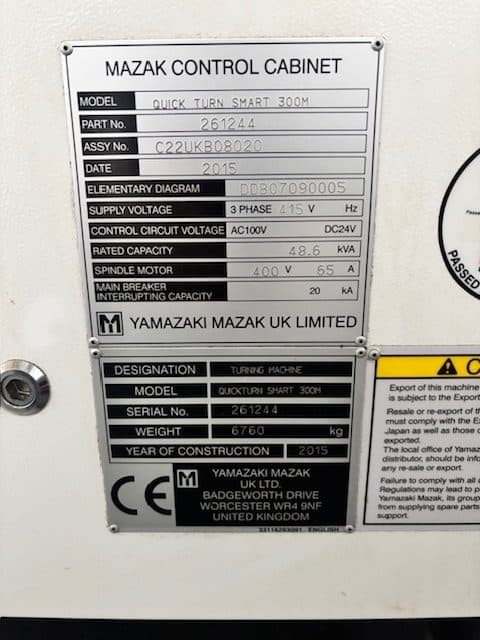 MAZAK CONTROL CABINET
MODEL QUICK TURN SMART 300M
PART No. 261244
ASSY No. C22UKB08020
DATE 2015
ELEMENTARY DIAGRAM DDB07090005
SUPPLY VOLTAGE 3 PHASE 415 V Hz
CONTROL CIRCUIT VOLTAGE AC100V DC24V
RATED CAPACITY 48.6 kVA
SPINDLE MOTOR 400 V 65 A
MAIN BREAKER
INTERRUPTING CAPACITY 20 kA
M YAMAZAKI MAZAK UK LIMITED
DESIGNATION TURNING MACHINE
MODEL QUICKTURN SMART 300M
SERIAL No. 261244
WEIGHT 6760 kg
YEAR OF CONSTRUCTION 2015
CE M YAMAZAKI MAZAK
UK LTD.
BADGEWORTH DRIVE
WORCESTER WR4 9NF
UNITED KINGDOM
ENGLISH
PASSED
Export of this machine
is subject to the Export
Resale or re-export of
must comply with the
Japan as well as those
exported.
The local office of
distributor, should be
any re-sale or export.
Failure to comply with all
Regulations may lead to
Yamazaki Mazak, its group
from supplying spare parts
support.